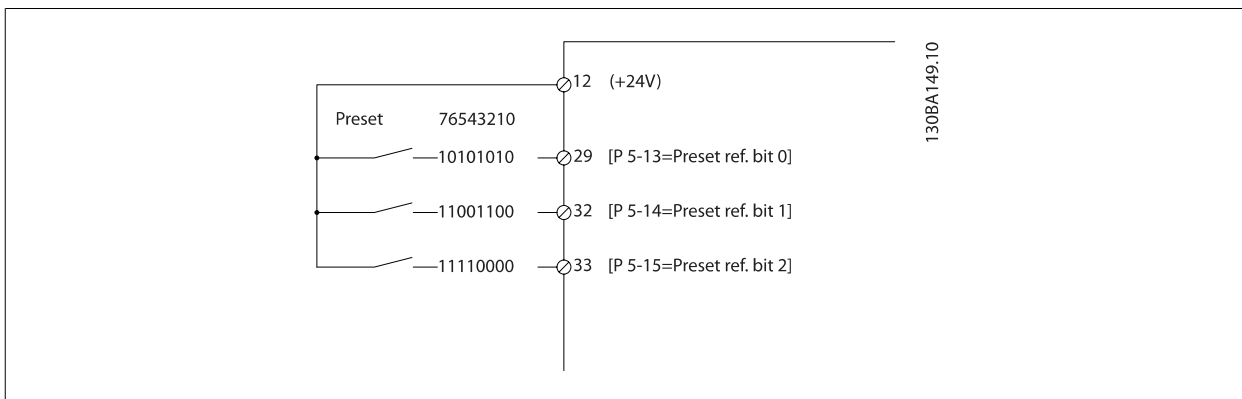 12 (+24V)
Preset 76543210
10101010 29 [P 5-13=Preset ref. bit 0]
11001100 32 [P 5-14=Preset ref. bit 1]
11110000 33 [P 5-15=Preset ref. bit 2]
130BA149.10